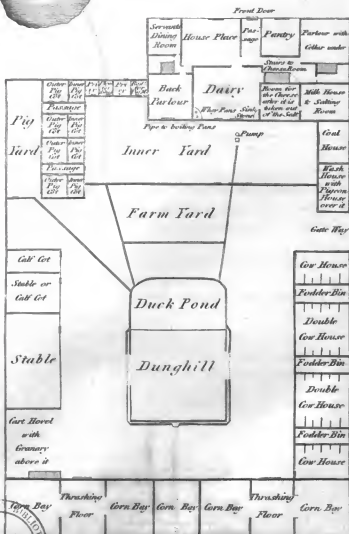 Front Door
Servants
Dining
Room
House Place
Pas-
sage
Pantry
Parlour with
Cellar under
Stairs to
Cheese Room
Back
Parlour
Dairy
Whey Pans
Sink
Stone
Room for
the Cheese
after it is
taken out
of the Salt
Milk House
& Salting
Room
Outer
Pig
Cot
Inner
Pig
Cot
Passage
Outer
Pig
Cot
Inner
Pig
Cot
Outer
Pig
Cot
Inner
Pig
Cot
Passage
Outer
Pig
Cot
Inner
Pig
Cot
Pig
Yard
Pipe to boiling Pans
Pump
Inner Yard
Coal
House
Wash
House
with
Pigeon
House
over it
Farm Yard
Gate Way
Calf Cot
Stable or
Calf Cot
Stable
Cart Hovel
with
Granary
above it
Duck Pond
Dunghill
Cow House
Fodder Bin
Double
Cow House
Fodder Bin
Double
Cow House
Fodder Bin
Cow House
Corn Bay
Thrashing
Floor
Corn Bay
Corn Bay
Corn Bay
Thrashing
Floor
Corn Bay